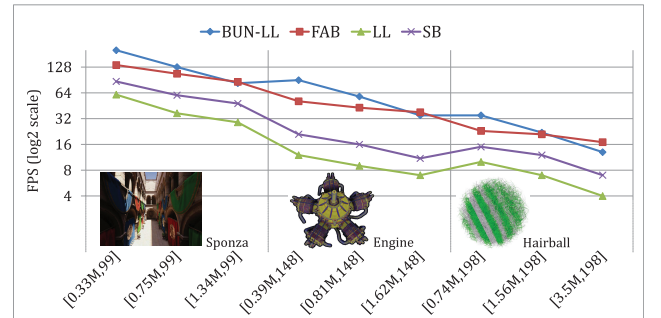 BUN-LL FAB LL SB
FPS (log2 scale)
128
64
32
16
8
4
Sponza
Engine
Hairball
[0.33M,99]
[0.75M,99]
[1.34M,99]
[0.39M,148]
[0.81M,148]
[1.62M,148]
[0.74M,198]
[1.56M,198]
[3.5M,198]